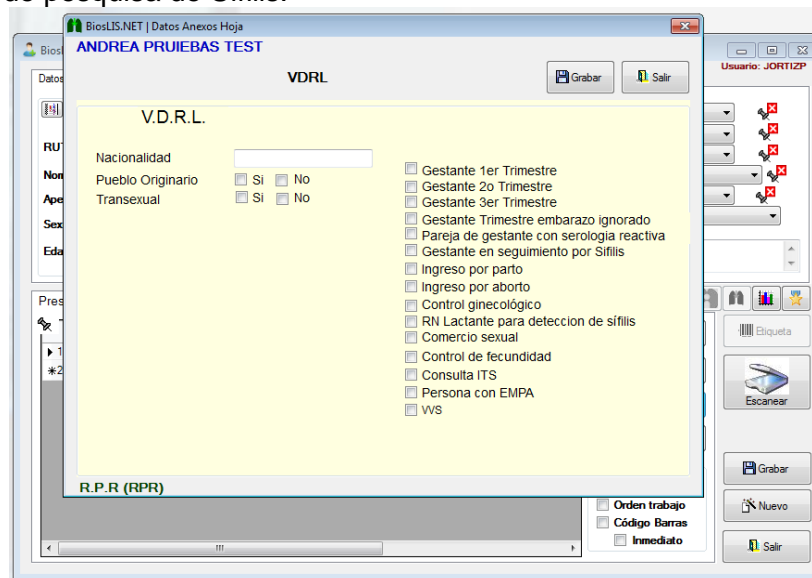 de pesquisa de Sífilis.
BiosLIS.NET | Datos Anexos Hoja
ANDREA PRUIEBAS TEST
VDRL
Grabar
Salir
V.D.R.L.
Nacionalidad
Pueblo Originario Si No
Transexual Si No
Gestante 1er Trimestre
Gestante 2o Trimestre
Gestante 3er Trimestre
Gestante Trimestre embarazo ignorado
Pareja de gestante con serologia reactiva
Gestante en seguimiento por Sifilis
Ingreso por parto
Ingreso por aborto
Control ginecológico
RN Lactante para deteccion de sífilis
Comercio sexual
Control de fecundidad
Consulta ITS
Persona con EMPA
VVS
R.P.R (RPR)
Usuario: JORTIZP
Etiqueta
Escanear
Grabar
Nuevo
Salir
Orden trabajo
Código Barras
Inmediato